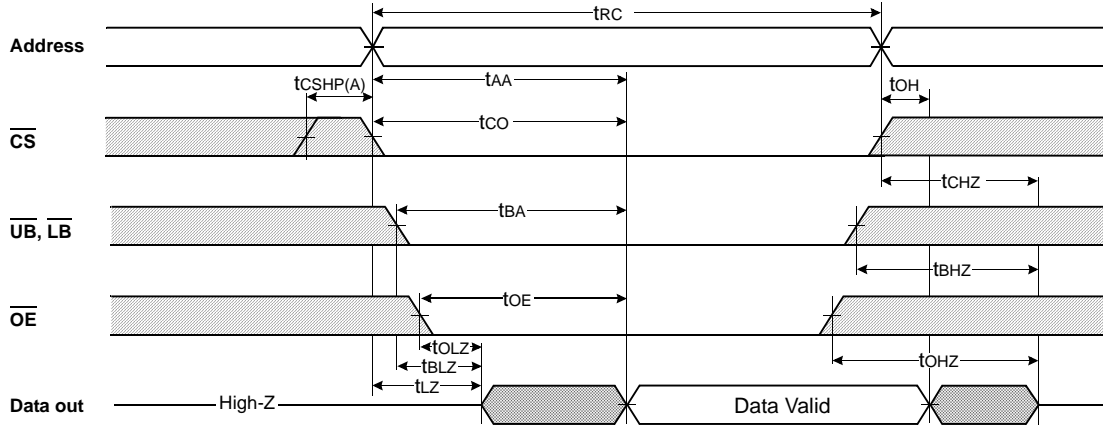 tRC
Address
tCSHP(A)
tAA
tOH
tCO
CS
tCHZ
tBA
UB, LB
tBHZ
tOE
OE
tOLZ
tOHZ
tBLZ
tLZ
High-Z
Data Valid
Data out